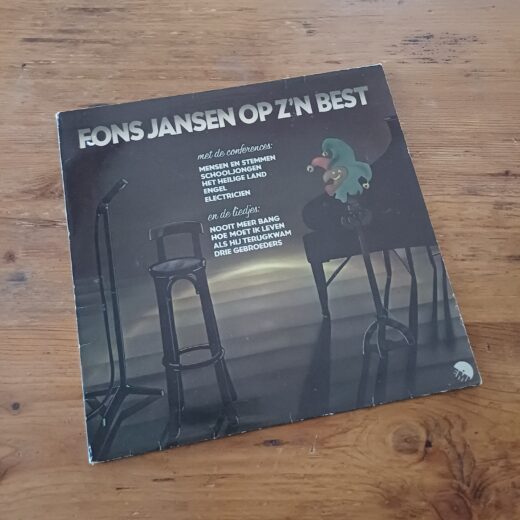 FONS JANSEN OP Z'N BEST
met de conferences:
MENSEN EN STEMMEN
SCHOOLJONGEN
HET HEILIGE LAND
ENGEL
ELECTRICIEN
en de liedjes:
NOOIT MEER BANG
HOE MOET IK LEVEN
ALS HIJ TERUGKWAM
DRIE GEBROEDERS